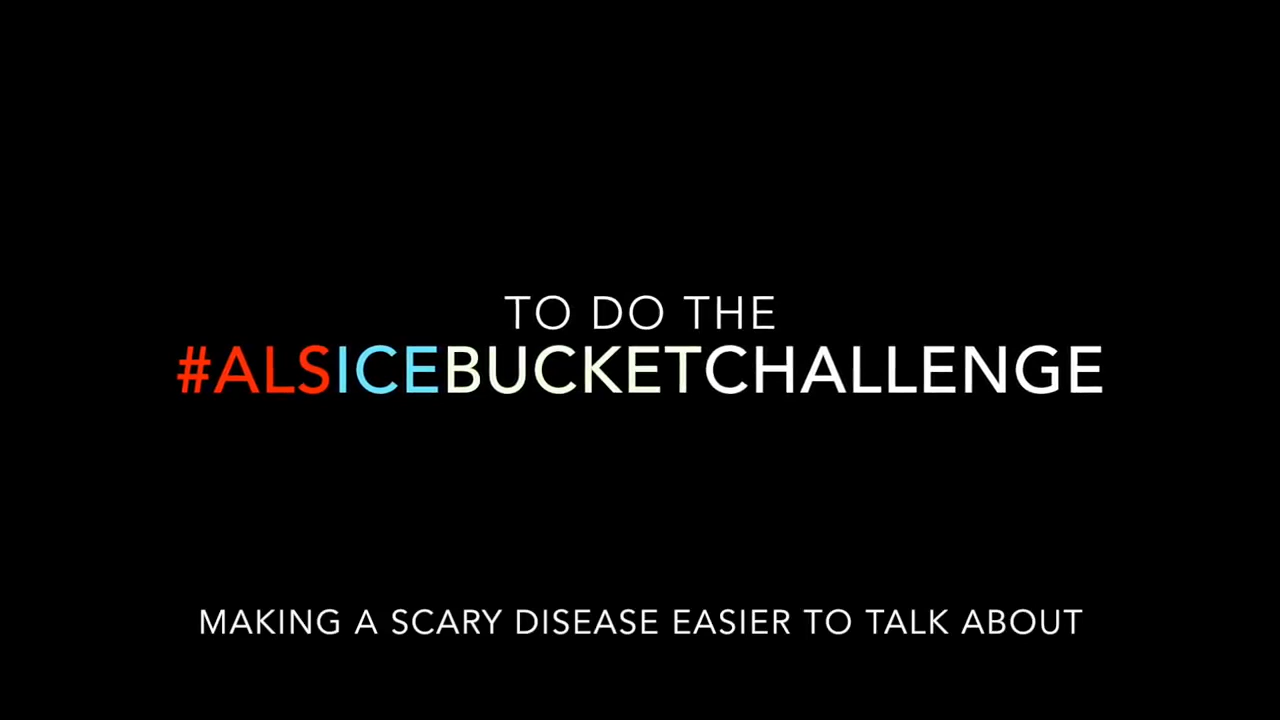 TO DO THE
#ALSICEBUCKETCHALLENGE
MAKING A SCARY DISEASE EASIER TO TALK ABOUT